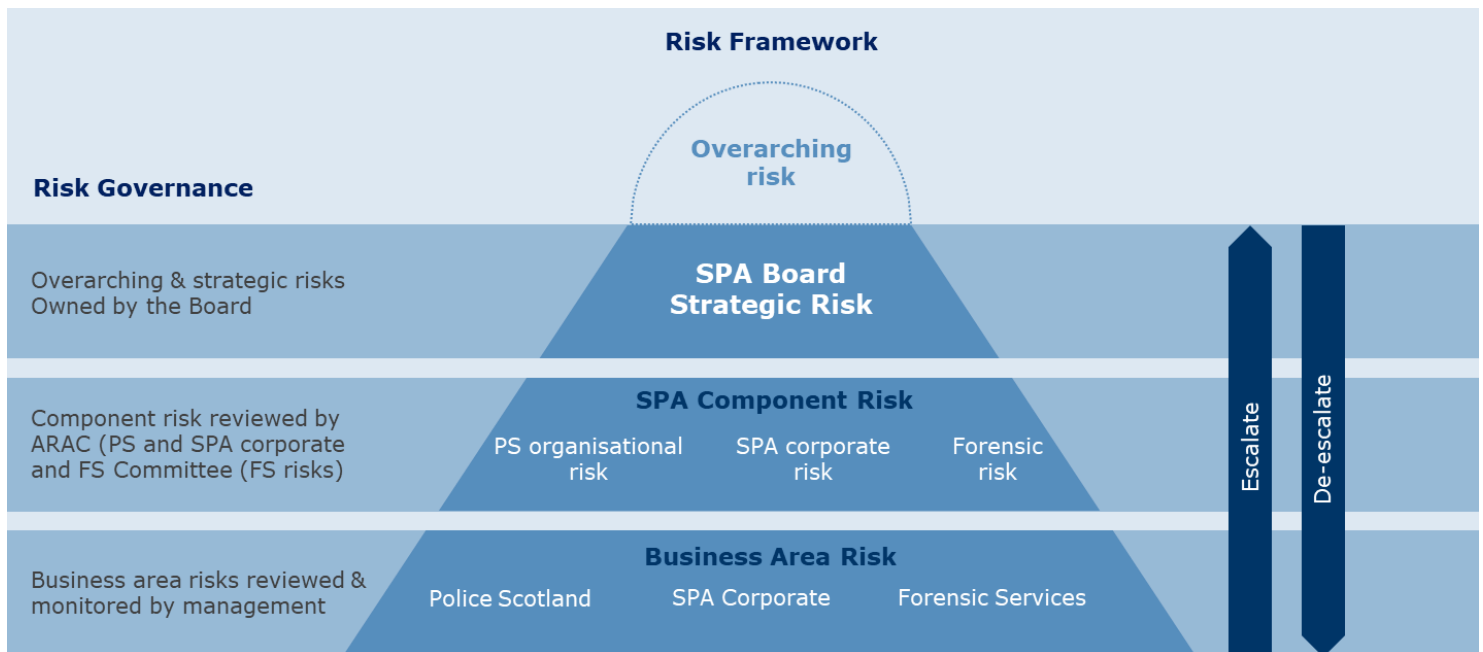 Risk Framework
Overarching
risk
Risk Governance
Overarching & strategic risks
Owned by the Board
SPA Board
Strategic Risk
Component risk reviewed by
ARAC (PS and SPA corporate
and FS Committee (FS risks)
SPA Component Risk
PS organisational
risk
SPA corporate
risk
Forensic
risk
Business area risks reviewed &
monitored by management
Business Area Risk
Police Scotland
SPA Corporate
Forensic Services
Escalate
De-escalate